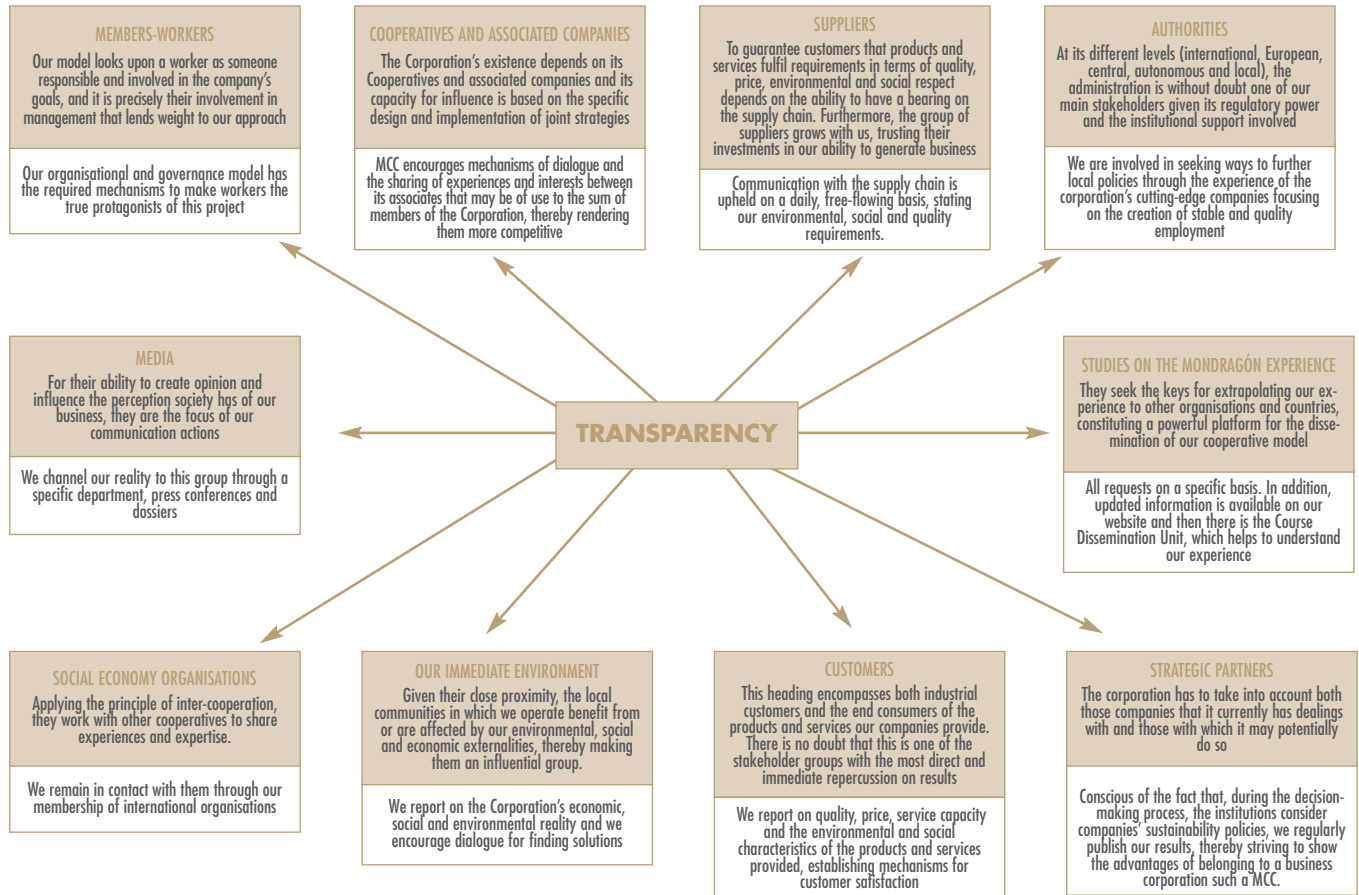 MEMBERS-WORKERS
Our model looks upon a worker as someone
responsible and involved in the company's
goals, and it is precisely their involvement in
management that lends weight to our approach
Our organisational and governance model has
the required mechanisms to make workers the
true protagonists of this project
COOPERATIVES AND ASSOCIATED COMPANIES
The Corporation's existence depends on its
Cooperatives and associated companies and its
capacity for influence is based on the specific
design and implementation of joint strategies
MCC encourages mechanisms of dialogue and
the sharing of experiences and interests between
its associates that may be of use to the sum of
members of the Corporation, thereby rendering
them more competitive
SUPPLIERS
To guarantee customers that products and
services fulfil requirements in terms of quality,
price, environmental and social respect
depends on the ability to have a bearing on
the supply chain. Furthermore, the group of
suppliers grows with us, trusting their
investments in our ability to generate business
Communication with the supply chain is
upheld on a daily, free-flowing basis, stating
our environmental, social and quality
requirements.
AUTHORITIES
At its different levels (international, European,
central, autonomous and local), the
administration is without doubt one of our
main stakeholders given its regulatory power
and the institutional support involved
We are involved in seeking ways to further
local policies through the experience of the
corporation's cutting-edge companies focusing
on the creation of stable and quality
employment
MEDIA
For their ability to create opinion and
influence the perception society has of our
business, they are the focus of our
communication actions
We channel our reality to this group through a
specific department, press conferences and
dossiers
TRANSPARENCY
STUDIES ON THE MONDRAGÓN EXPERIENCE
They seek the keys for extrapolating our ex-
perience to other organisations and countries,
constituting a powerful platform for the disse-
mination of our cooperative model
All requests on a specific basis. In addition,
updated information is available on our
website and then there is the Course
Dissemination Unit, which helps to understand
our experience
SOCIAL ECONOMY ORGANISATIONS
Applying the principle of inter-cooperation,
they work with other cooperatives to share
experiences and expertise.
We remain in contact with them through our
membership of international organisations
OUR IMMEDIATE ENVIRONMENT
Given their close proximity, the local
communities in which we operate benefit from
or are affected by our environmental, social
and economic externalities, thereby making
them an influential group.
We report on the Corporation's economic,
social and environmental reality and we
encourage dialogue for finding solutions
CUSTOMERS
This heading encompasses both industrial
customers and the end consumers of the
products and services our companies provide.
There is no doubt that this is one of the
stakeholder groups with the most direct and
immediate repercussion on results
We report on quality, price, service capacity
and the environmental and social
characteristics of the products and services
provided, establishing mechanisms for
customer satisfaction
STRATEGIC PARTNERS
The corporation has to take into account both
those companies that it currently has dealings
with and those with which it may potentially
do so
Conscious of the fact that, during the decision-
making process, the institutions consider
companies' sustainability policies, we regularly
publish our results, thereby striving to show
the advantages of belonging to a business
corporation such a MCC.